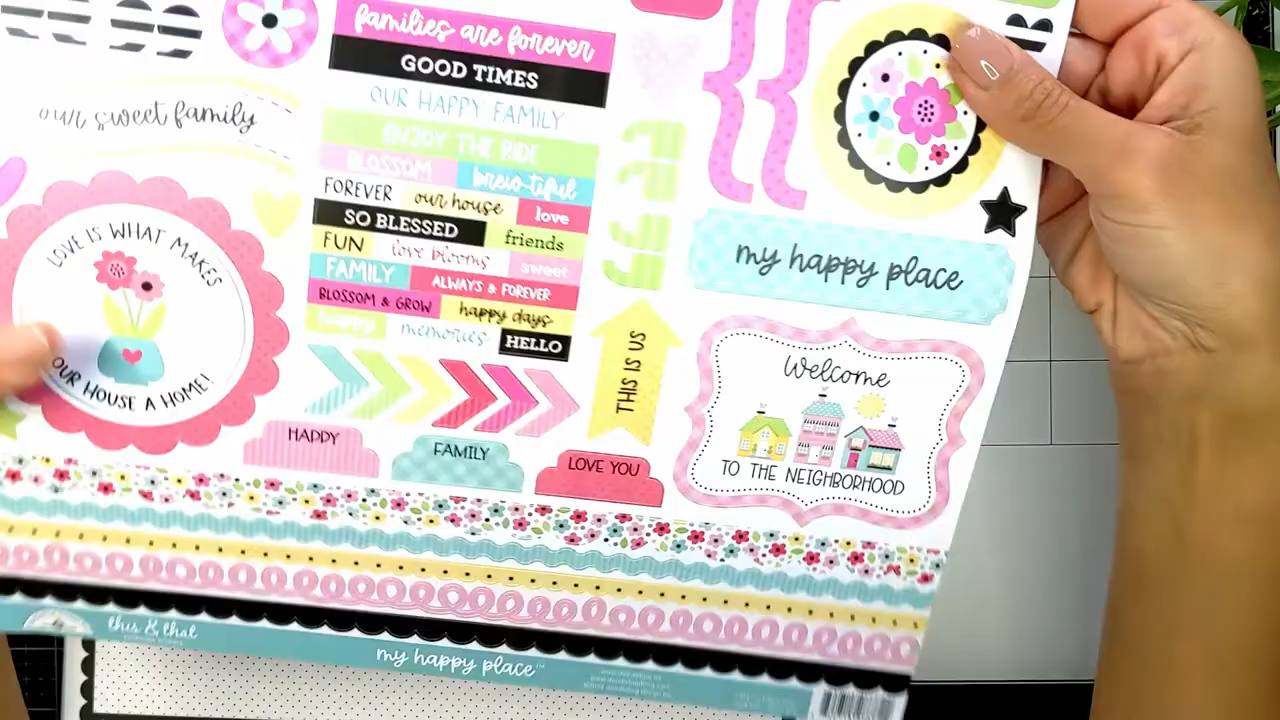 families are forever
GOOD TIMES
OUR HAPPY FAMILY
ENJOY THE RIDE
BLOSSOM brew-tiful
FOREVER our house love
SO BLESSED friends
FUN love blooms sweet
FAMILY ALWAYS & FOREVER
BLOSSOM & GROW happy days
happy memories HELLO
our sweet family
LOVE IS WHAT MAKES
OUR HOUSE A HOME!
THIS IS US
my happy place
Welcome
TO THE NEIGHBORHOOD
HAPPY
FAMILY
LOVE YOU
this & that
my happy place™